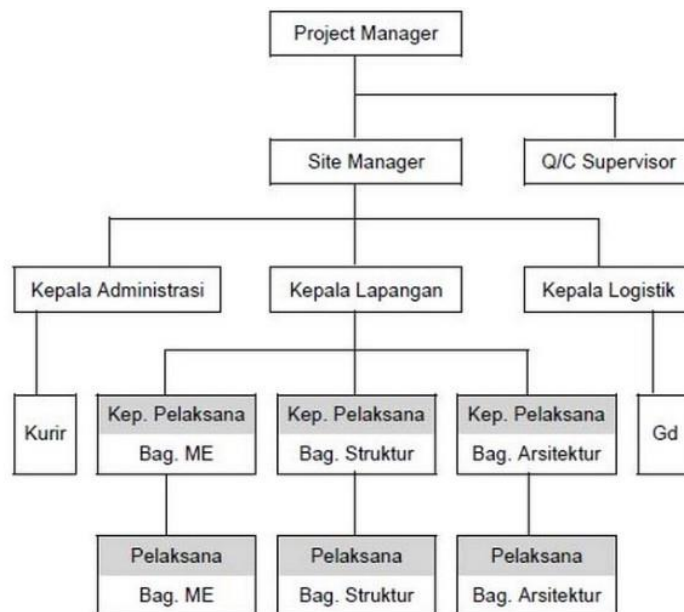 Project Manager
Site Manager
Q/C Supervisor
Kepala Administrasi
Kepala Lapangan
Kepala Logistik
Kurir
Kep. Pelaksana
Bag. ME
Kep. Pelaksana
Bag. Struktur
Kep. Pelaksana
Bag. Arsitektur
Gd
Pelaksana
Bag. ME
Pelaksana
Bag. Struktur
Pelaksana
Bag. Arsitektur